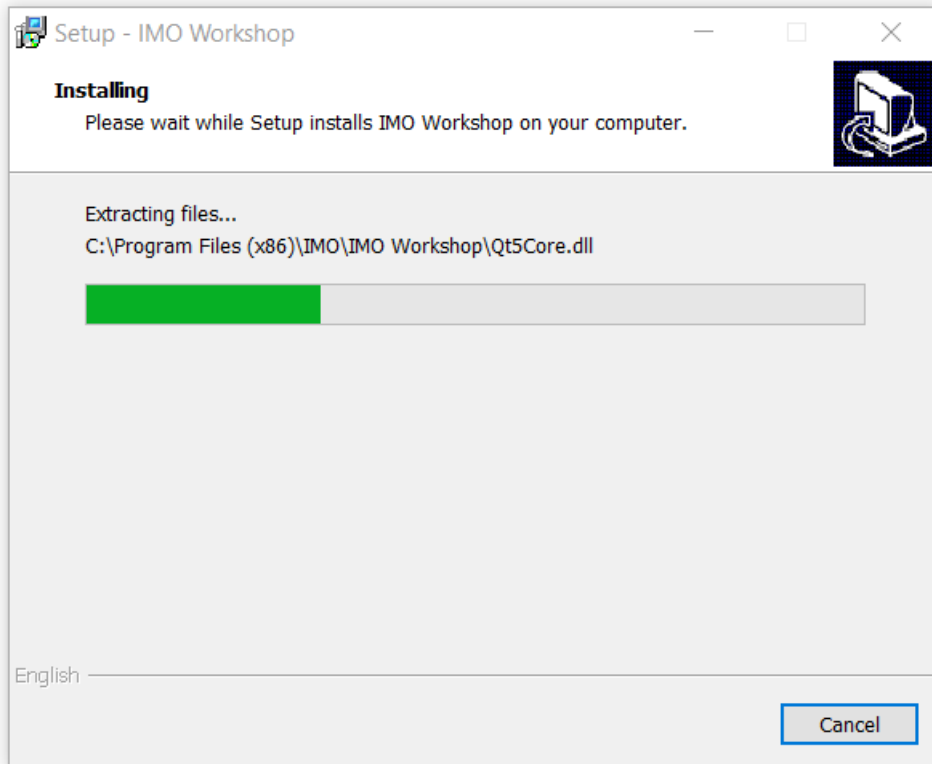 Setup - IMO Workshop
Installing
Please wait while Setup installs IMO Workshop on your computer.
Extracting files...
C:\Program Files (x86)\IMO\IMO Workshop\Qt5Core.dll
English
Cancel